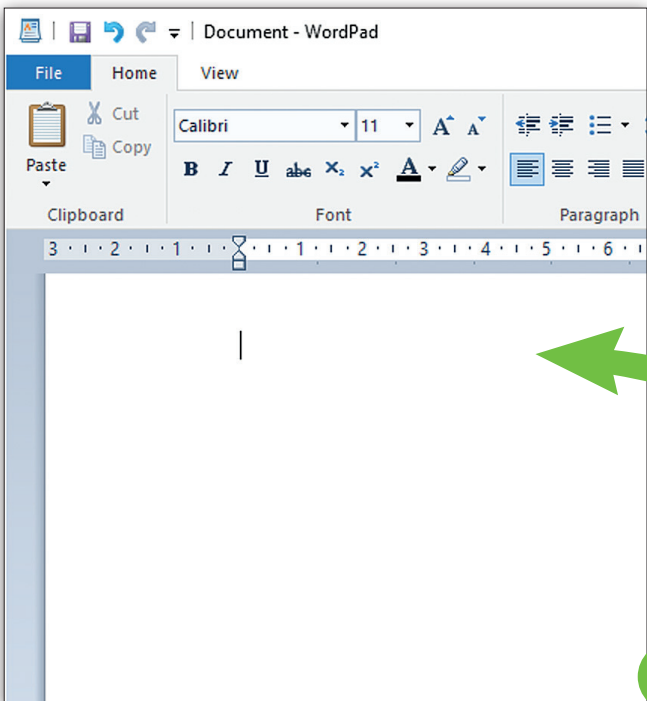 Document - WordPad
File Home View
Cut
Calibri 11 A A
Copy
Paste
B I U abc X₂ x² A
Clipboard Font Paragraph
3 2 1 1 2 3 4 5 6